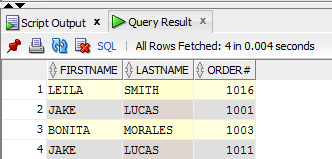 Script Output x Query Result x
SQL | All Rows Fetched: 4 in 0.004 seconds
FIRSTNAME LASTNAME ORDER#
1 LEILA SMITH 1016
2 JAKE LUCAS 1001
3 BONITA MORALES 1003
4 JAKE LUCAS 1011